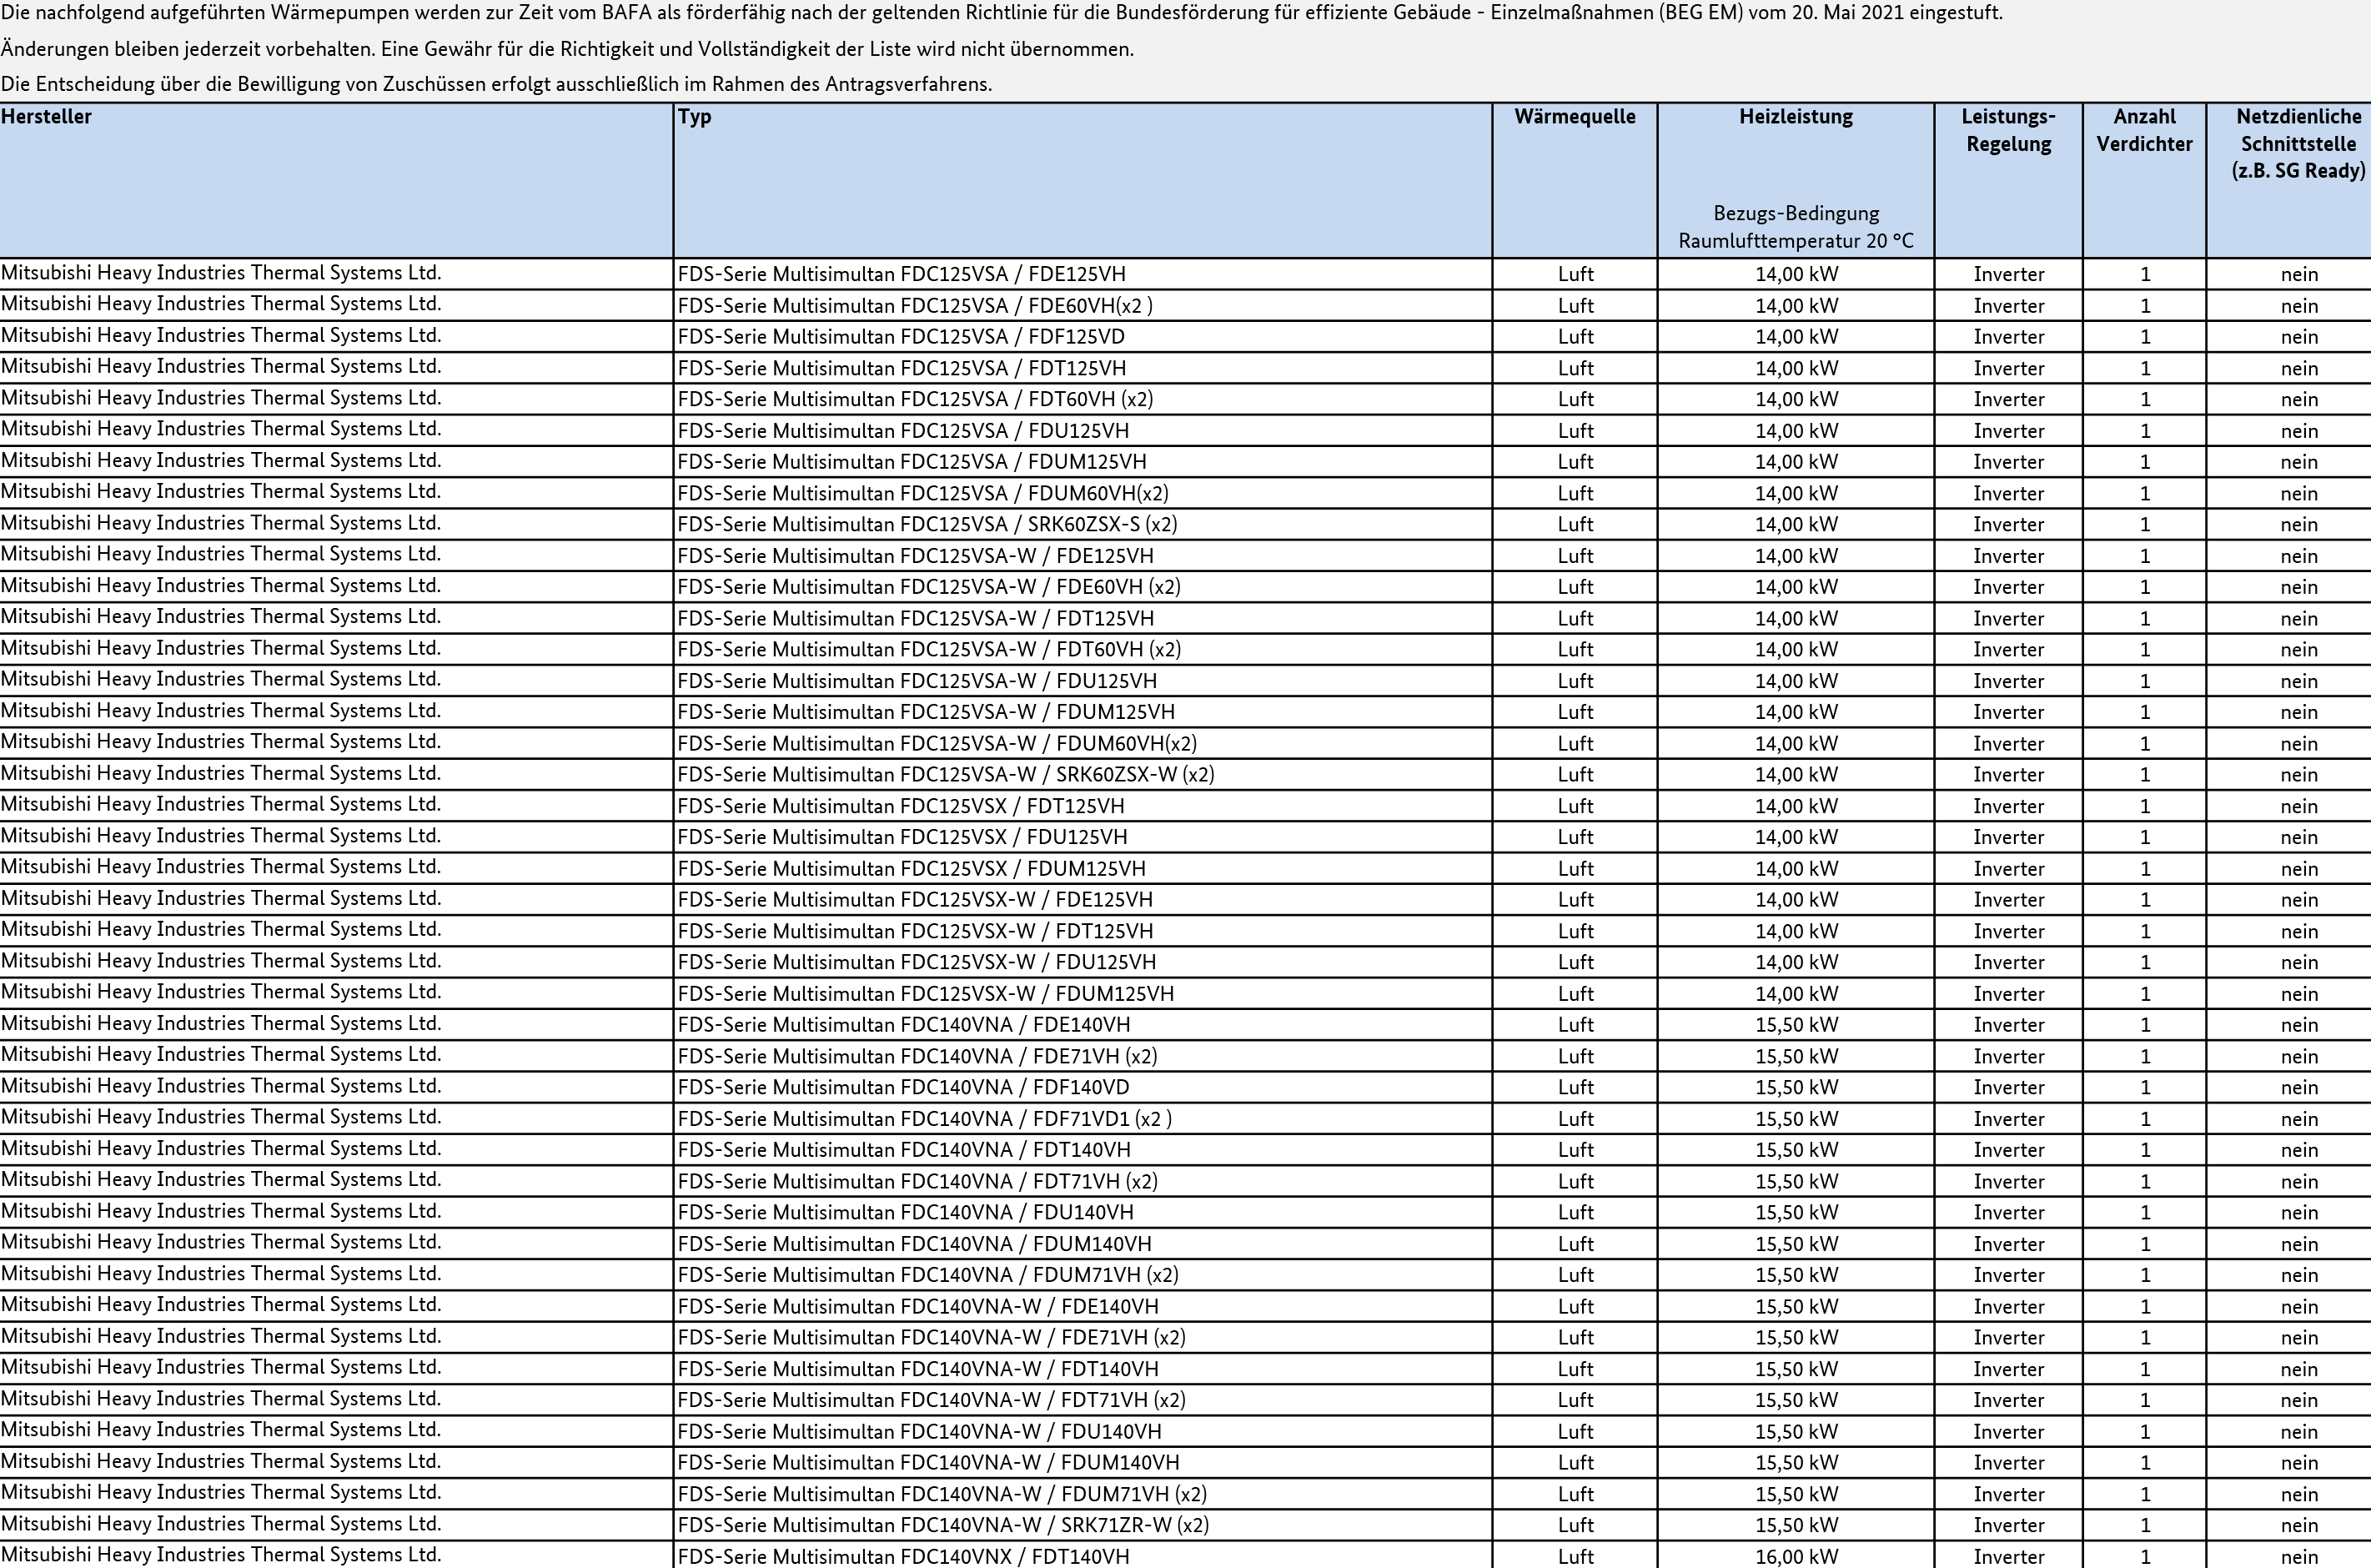 Die nachfolgend aufgeführten Wärmepumpen werden zur Zeit vom BAFA als förderfähig nach der geltenden Richtlinie für die Bundesförderung für effiziente Gebäude - Einzelmaßnahmen (BEG EM) vom 20. Mai 2021 eingestuft.
Änderungen bleiben jederzeit vorbehalten. Eine Gewähr für die Richtigkeit und Vollständigkeit der Liste wird nicht übernommen.
Die Entscheidung über die Bewilligung von Zuschüssen erfolgt ausschließlich im Rahmen des Antragsverfahrens.
Hersteller Typ Wärmequelle Heizleistung Leistungs- Anzahl Netzdienliche
Regelung Verdichter Schnittstelle
(z.B. SG Ready)
Bezugs-Bedingung
Raumlufttemperatur 20 °C
Mitsubishi Heavy Industries Thermal Systems Ltd. FDS-Serie Multisimultan FDC125VSA / FDE125VH Luft 14,00 kW Inverter 1 nein
Mitsubishi Heavy Industries Thermal Systems Ltd. FDS-Serie Multisimultan FDC125VSA / FDE60VH(x2 ) Luft 14,00 kW Inverter 1 nein
Mitsubishi Heavy Industries Thermal Systems Ltd. FDS-Serie Multisimultan FDC125VSA / FDF125VD Luft 14,00 kW Inverter 1 nein
Mitsubishi Heavy Industries Thermal Systems Ltd. FDS-Serie Multisimultan FDC125VSA / FDT125VH Luft 14,00 kW Inverter 1 nein
Mitsubishi Heavy Industries Thermal Systems Ltd. FDS-Serie Multisimultan FDC125VSA / FDT60VH (x2) Luft 14,00 kW Inverter 1 nein
Mitsubishi Heavy Industries Thermal Systems Ltd. FDS-Serie Multisimultan FDC125VSA / FDU125VH Luft 14,00 kW Inverter 1 nein
Mitsubishi Heavy Industries Thermal Systems Ltd. FDS-Serie Multisimultan FDC125VSA / FDUM125VH Luft 14,00 kW Inverter 1 nein
Mitsubishi Heavy Industries Thermal Systems Ltd. FDS-Serie Multisimultan FDC125VSA / FDUM60VH(x2) Luft 14,00 kW Inverter 1 nein
Mitsubishi Heavy Industries Thermal Systems Ltd. FDS-Serie Multisimultan FDC125VSA / SRK60ZSX-S (x2) Luft 14,00 kW Inverter 1 nein
Mitsubishi Heavy Industries Thermal Systems Ltd. FDS-Serie Multisimultan FDC125VSA-W / FDE125VH Luft 14,00 kW Inverter 1 nein
Mitsubishi Heavy Industries Thermal Systems Ltd. FDS-Serie Multisimultan FDC125VSA-W / FDE60VH (x2) Luft 14,00 kW Inverter 1 nein
Mitsubishi Heavy Industries Thermal Systems Ltd. FDS-Serie Multisimultan FDC125VSA-W / FDT125VH Luft 14,00 kW Inverter 1 nein
Mitsubishi Heavy Industries Thermal Systems Ltd. FDS-Serie Multisimultan FDC125VSA-W / FDT60VH (x2) Luft 14,00 kW Inverter 1 nein
Mitsubishi Heavy Industries Thermal Systems Ltd. FDS-Serie Multisimultan FDC125VSA-W / FDU125VH Luft 14,00 kW Inverter 1 nein
Mitsubishi Heavy Industries Thermal Systems Ltd. FDS-Serie Multisimultan FDC125VSA-W / FDUM125VH Luft 14,00 kW Inverter 1 nein
Mitsubishi Heavy Industries Thermal Systems Ltd. FDS-Serie Multisimultan FDC125VSA-W / FDUM60VH(x2) Luft 14,00 kW Inverter 1 nein
Mitsubishi Heavy Industries Thermal Systems Ltd. FDS-Serie Multisimultan FDC125VSA-W / SRK60ZSX-W (x2) Luft 14,00 kW Inverter 1 nein
Mitsubishi Heavy Industries Thermal Systems Ltd. FDS-Serie Multisimultan FDC125VSX / FDT125VH Luft 14,00 kW Inverter 1 nein
Mitsubishi Heavy Industries Thermal Systems Ltd. FDS-Serie Multisimultan FDC125VSX / FDU125VH Luft 14,00 kW Inverter 1 nein
Mitsubishi Heavy Industries Thermal Systems Ltd. FDS-Serie Multisimultan FDC125VSX / FDUM125VH Luft 14,00 kW Inverter 1 nein
Mitsubishi Heavy Industries Thermal Systems Ltd. FDS-Serie Multisimultan FDC125VSX-W / FDE125VH Luft 14,00 kW Inverter 1 nein
Mitsubishi Heavy Industries Thermal Systems Ltd. FDS-Serie Multisimultan FDC125VSX-W / FDT125VH Luft 14,00 kW Inverter 1 nein
Mitsubishi Heavy Industries Thermal Systems Ltd. FDS-Serie Multisimultan FDC125VSX-W / FDU125VH Luft 14,00 kW Inverter 1 nein
Mitsubishi Heavy Industries Thermal Systems Ltd. FDS-Serie Multisimultan FDC125VSX-W / FDUM125VH Luft 14,00 kW Inverter 1 nein
Mitsubishi Heavy Industries Thermal Systems Ltd. FDS-Serie Multisimultan FDC140VNA / FDE140VH Luft 15,50 kW Inverter 1 nein
Mitsubishi Heavy Industries Thermal Systems Ltd. FDS-Serie Multisimultan FDC140VNA / FDE71VH (x2) Luft 15,50 kW Inverter 1 nein
Mitsubishi Heavy Industries Thermal Systems Ltd. FDS-Serie Multisimultan FDC140VNA / FDF140VD Luft 15,50 kW Inverter 1 nein
Mitsubishi Heavy Industries Thermal Systems Ltd. FDS-Serie Multisimultan FDC140VNA / FDF71VD1 (x2 ) Luft 15,50 kW Inverter 1 nein
Mitsubishi Heavy Industries Thermal Systems Ltd. FDS-Serie Multisimultan FDC140VNA / FDT140VH Luft 15,50 kW Inverter 1 nein
Mitsubishi Heavy Industries Thermal Systems Ltd. FDS-Serie Multisimultan FDC140VNA / FDT71VH (x2) Luft 15,50 kW Inverter 1 nein
Mitsubishi Heavy Industries Thermal Systems Ltd. FDS-Serie Multisimultan FDC140VNA / FDU140VH Luft 15,50 kW Inverter 1 nein
Mitsubishi Heavy Industries Thermal Systems Ltd. FDS-Serie Multisimultan FDC140VNA / FDUM140VH Luft 15,50 kW Inverter 1 nein
Mitsubishi Heavy Industries Thermal Systems Ltd. FDS-Serie Multisimultan FDC140VNA / FDUM71VH (x2) Luft 15,50 kW Inverter 1 nein
Mitsubishi Heavy Industries Thermal Systems Ltd. FDS-Serie Multisimultan FDC140VNA-W / FDE140VH Luft 15,50 kW Inverter 1 nein
Mitsubishi Heavy Industries Thermal Systems Ltd. FDS-Serie Multisimultan FDC140VNA-W / FDE71VH (x2) Luft 15,50 kW Inverter 1 nein
Mitsubishi Heavy Industries Thermal Systems Ltd. FDS-Serie Multisimultan FDC140VNA-W / FDT140VH Luft 15,50 kW Inverter 1 nein
Mitsubishi Heavy Industries Thermal Systems Ltd. FDS-Serie Multisimultan FDC140VNA-W / FDT71VH (x2) Luft 15,50 kW Inverter 1 nein
Mitsubishi Heavy Industries Thermal Systems Ltd. FDS-Serie Multisimultan FDC140VNA-W / FDU140VH Luft 15,50 kW Inverter 1 nein
Mitsubishi Heavy Industries Thermal Systems Ltd. FDS-Serie Multisimultan FDC140VNA-W / FDUM140VH Luft 15,50 kW Inverter 1 nein
Mitsubishi Heavy Industries Thermal Systems Ltd. FDS-Serie Multisimultan FDC140VNA-W / FDUM71VH (x2) Luft 15,50 kW Inverter 1 nein
Mitsubishi Heavy Industries Thermal Systems Ltd. FDS-Serie Multisimultan FDC140VNA-W / SRK71ZR-W (x2) Luft 15,50 kW Inverter 1 nein
Mitsubishi Heavy Industries Thermal Systems Ltd. FDS-Serie Multisimultan FDC140VNX / FDT140VH Luft 16,00 kW Inverter 1 nein